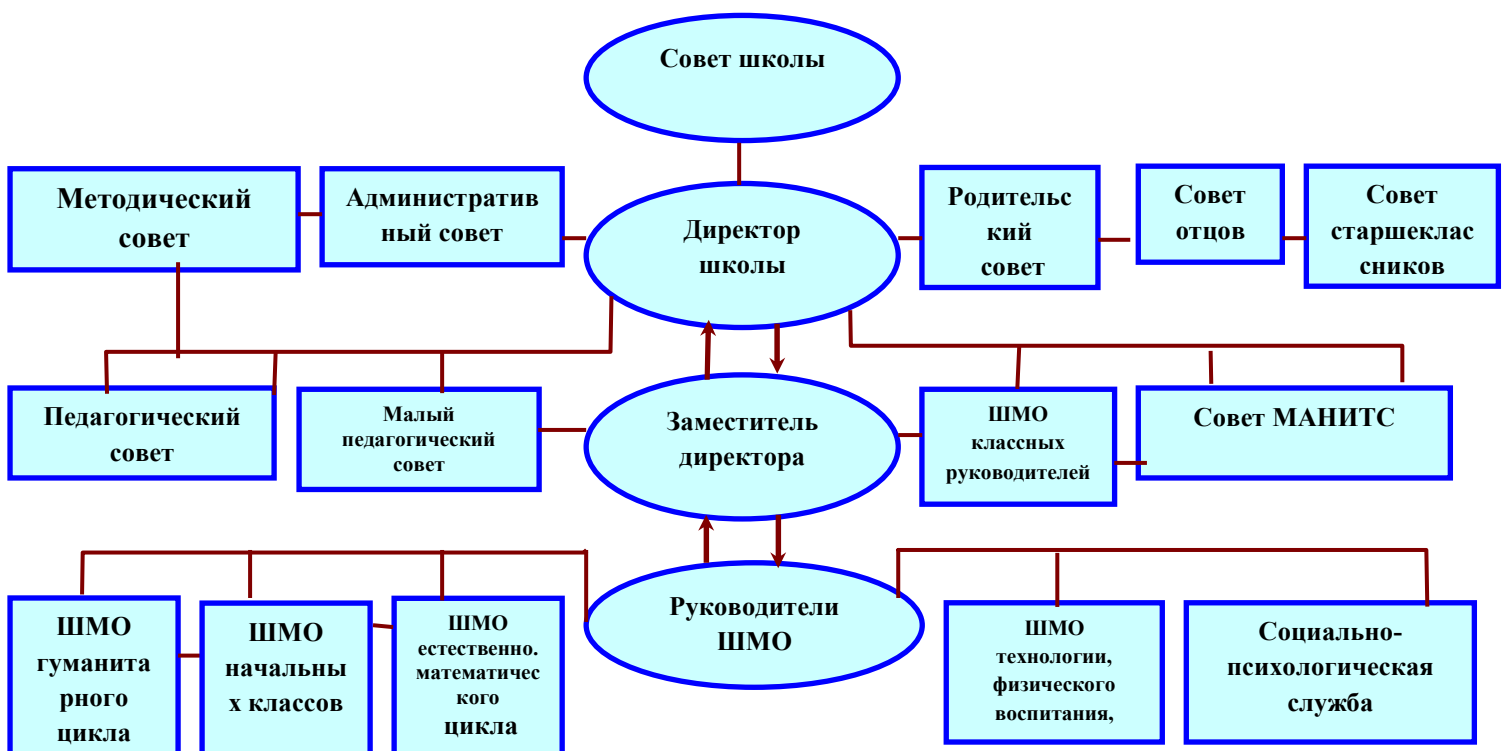 Совет школы
Методический
совет
Административ
ный совет
Директор
школы
Родительс
кий
совет
Совет
отцов
Совет
старшеклас
сников
Педагогический
совет
Малый
педагогический
совет
Заместитель
директора
ШМО
классных
руководителей
Совет МАНИТС
ШМО
гуманита
рного
цикла
ШМО
начальны
х классов
ШМО
естественно.
математичес
кого
цикла
Руководители
ШМО
ШМО
технологии,
физического
воспитания,
Социально-
психологическая
служба